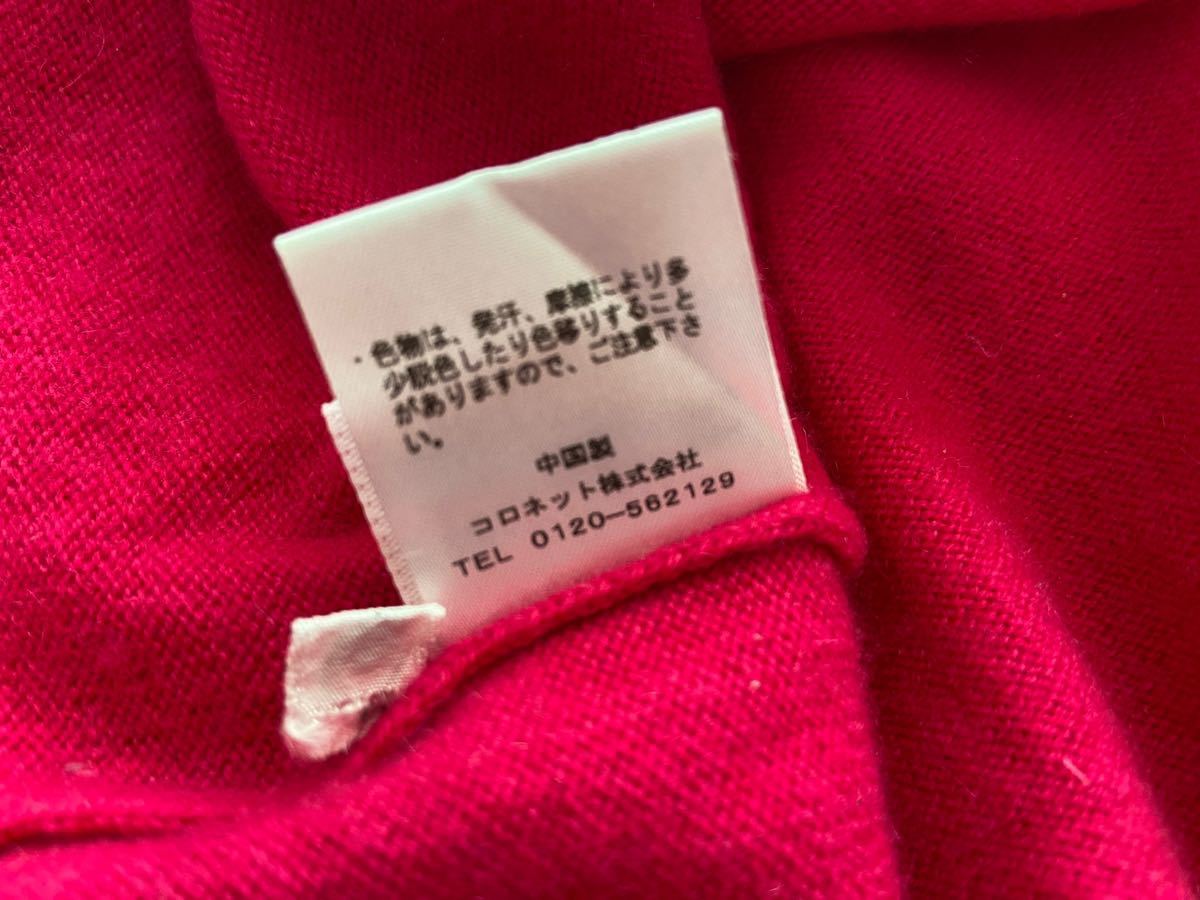 ・色物は、発汗、摩擦により多
少脱色したり色移りすること
がありますので、ご注意下さ
い。
中国製
コロネット株式会社
TEL 0120-562129